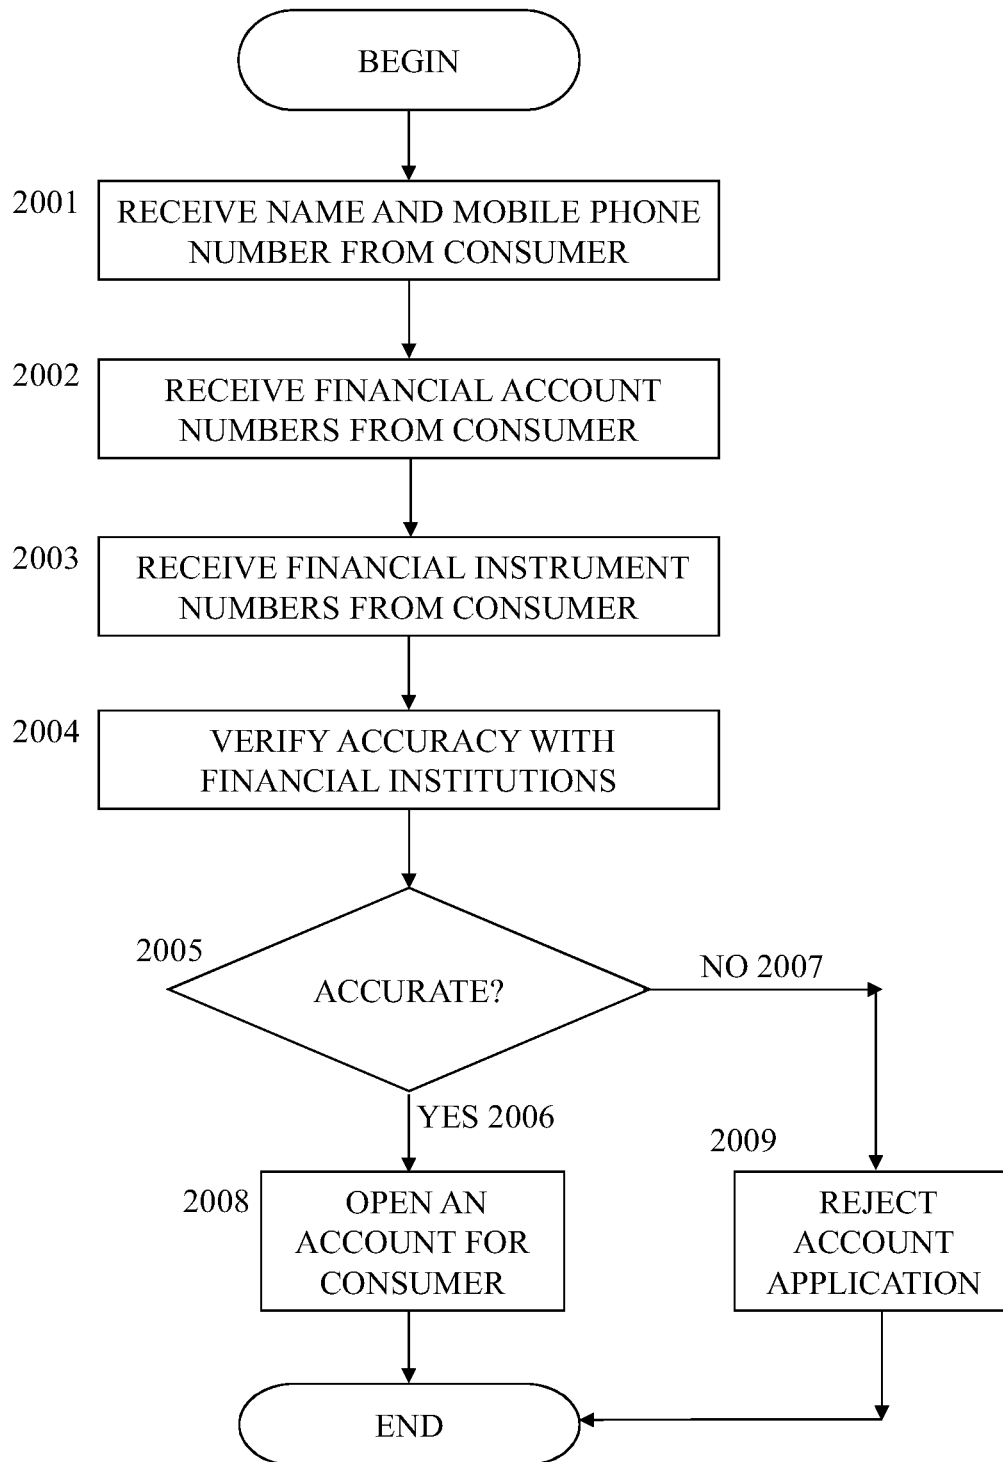 BEGIN
2001
RECEIVE NAME AND MOBILE PHONE
NUMBER FROM CONSUMER
2002
RECEIVE FINANCIAL ACCOUNT
NUMBERS FROM CONSUMER
2003
RECEIVE FINANCIAL INSTRUMENT
NUMBERS FROM CONSUMER
2004
VERIFY ACCURACY WITH
FINANCIAL INSTITUTIONS
2005
ACCURATE?
NO 2007
YES 2006
2008
OPEN AN
ACCOUNT FOR
CONSUMER
2009
REJECT
ACCOUNT
APPLICATION
END